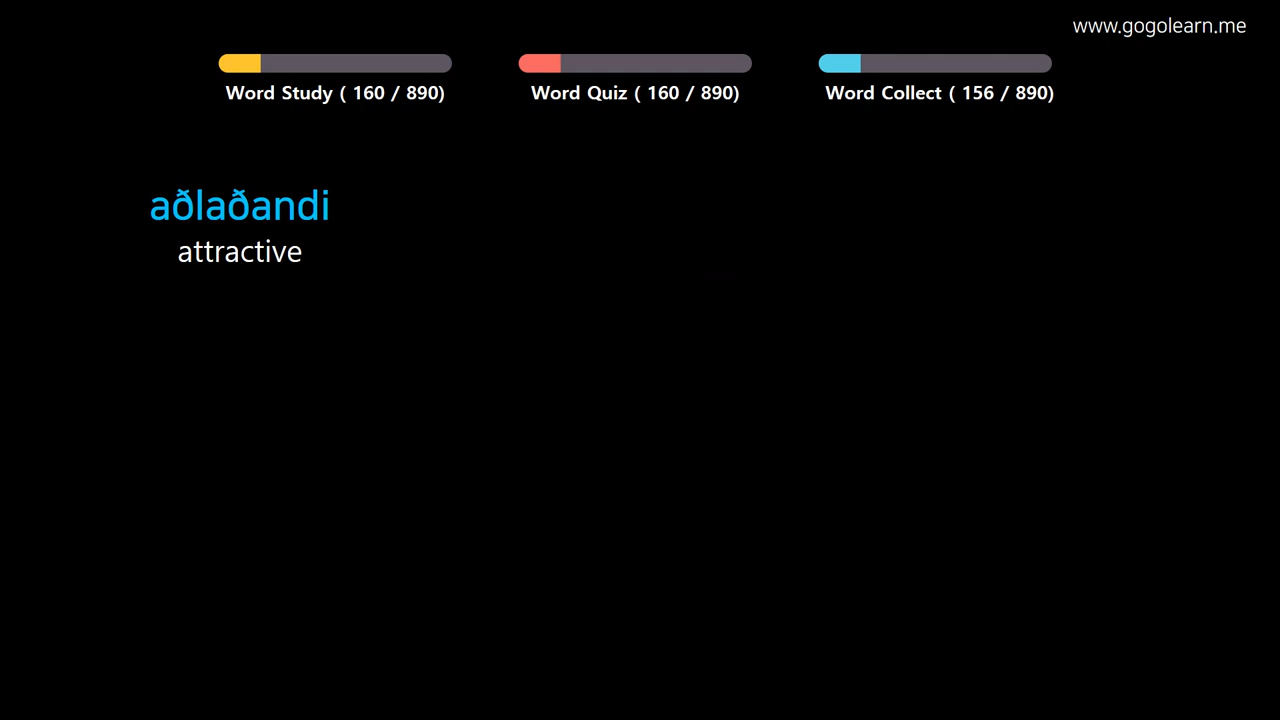 www.gogolearn.me
Word Study ( 160 / 890)
Word Quiz ( 160 / 890)
Word Collect ( 156 / 890)
aðlaðandi
attractive